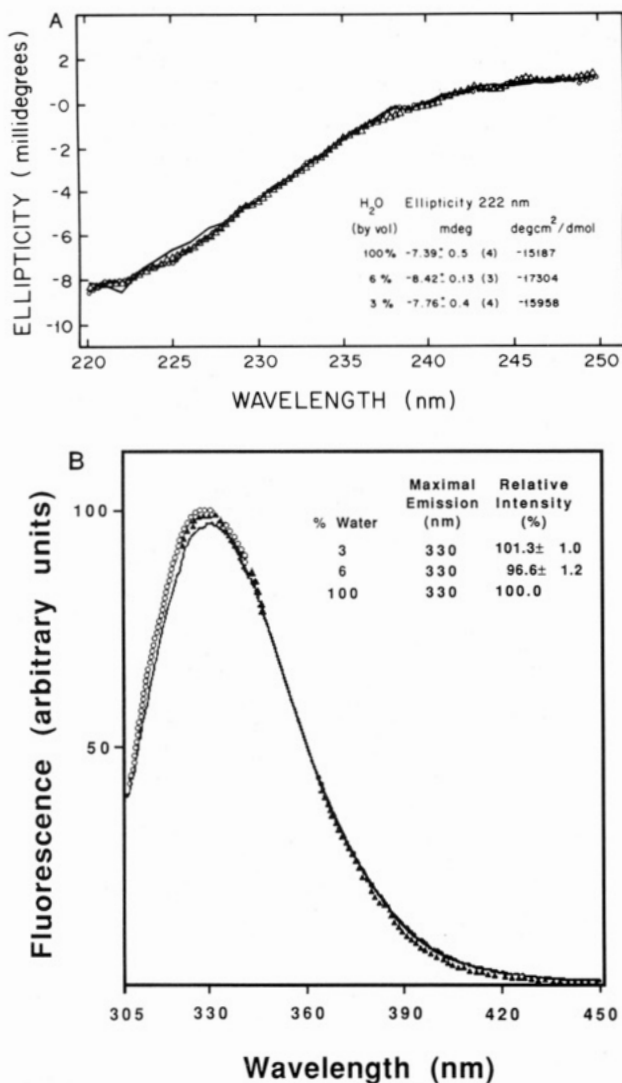 A
ELLIPTICITY (millidegrees)
2
-0
-2
-4
-6
-8
-10
H2O Ellipticity 222 nm
(by vol) mdeg degcm²/dmol
100% -7.39± 0.5 (4) -15187
6% -8.42± 0.13 (3) -17304
3% -7.76± 0.4 (4) -15958
220 225 230 235 240 245 250
WAVELENGTH (nm)
B
Fluorescence (arbitrary units)
100
50
Maximal Relative
Emission Intensity
% Water (nm) (%)
3 330 101.3± 1.0
6 330 96.6± 1.2
100 330 100.0
305 330 360 390 420 450
Wavelength (nm)